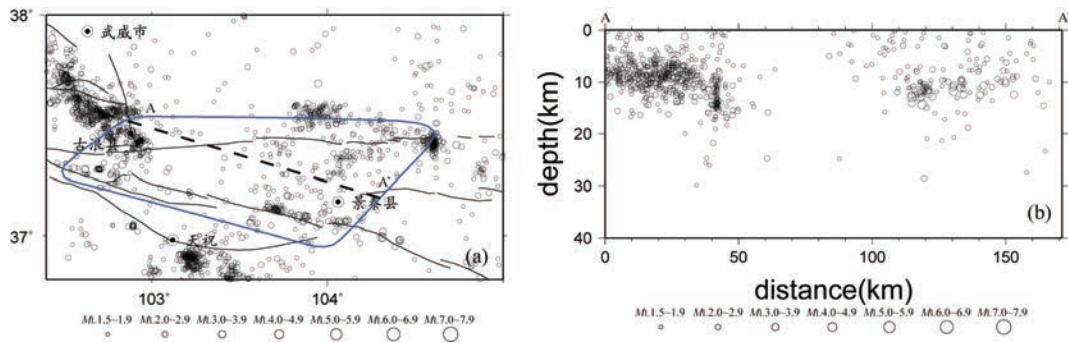 38°
37°
武威市
A
古浪
A'
景泰县
天祝
(a)
103°
104°
ML1.5~1.9 ML2.0~2.9 ML3.0~3.9 ML4.0~4.9 ML5.0~5.9 ML6.0~6.9 ML7.0~7.9
A
A'
0
10
20
30
40
depth(km)
(b)
0 50 100 150
distance(km)
ML1.5~1.9 ML2.0~2.9 ML3.0~3.9 ML4.0~4.9 ML5.0~5.9 ML6.0~6.9 ML7.0~7.9